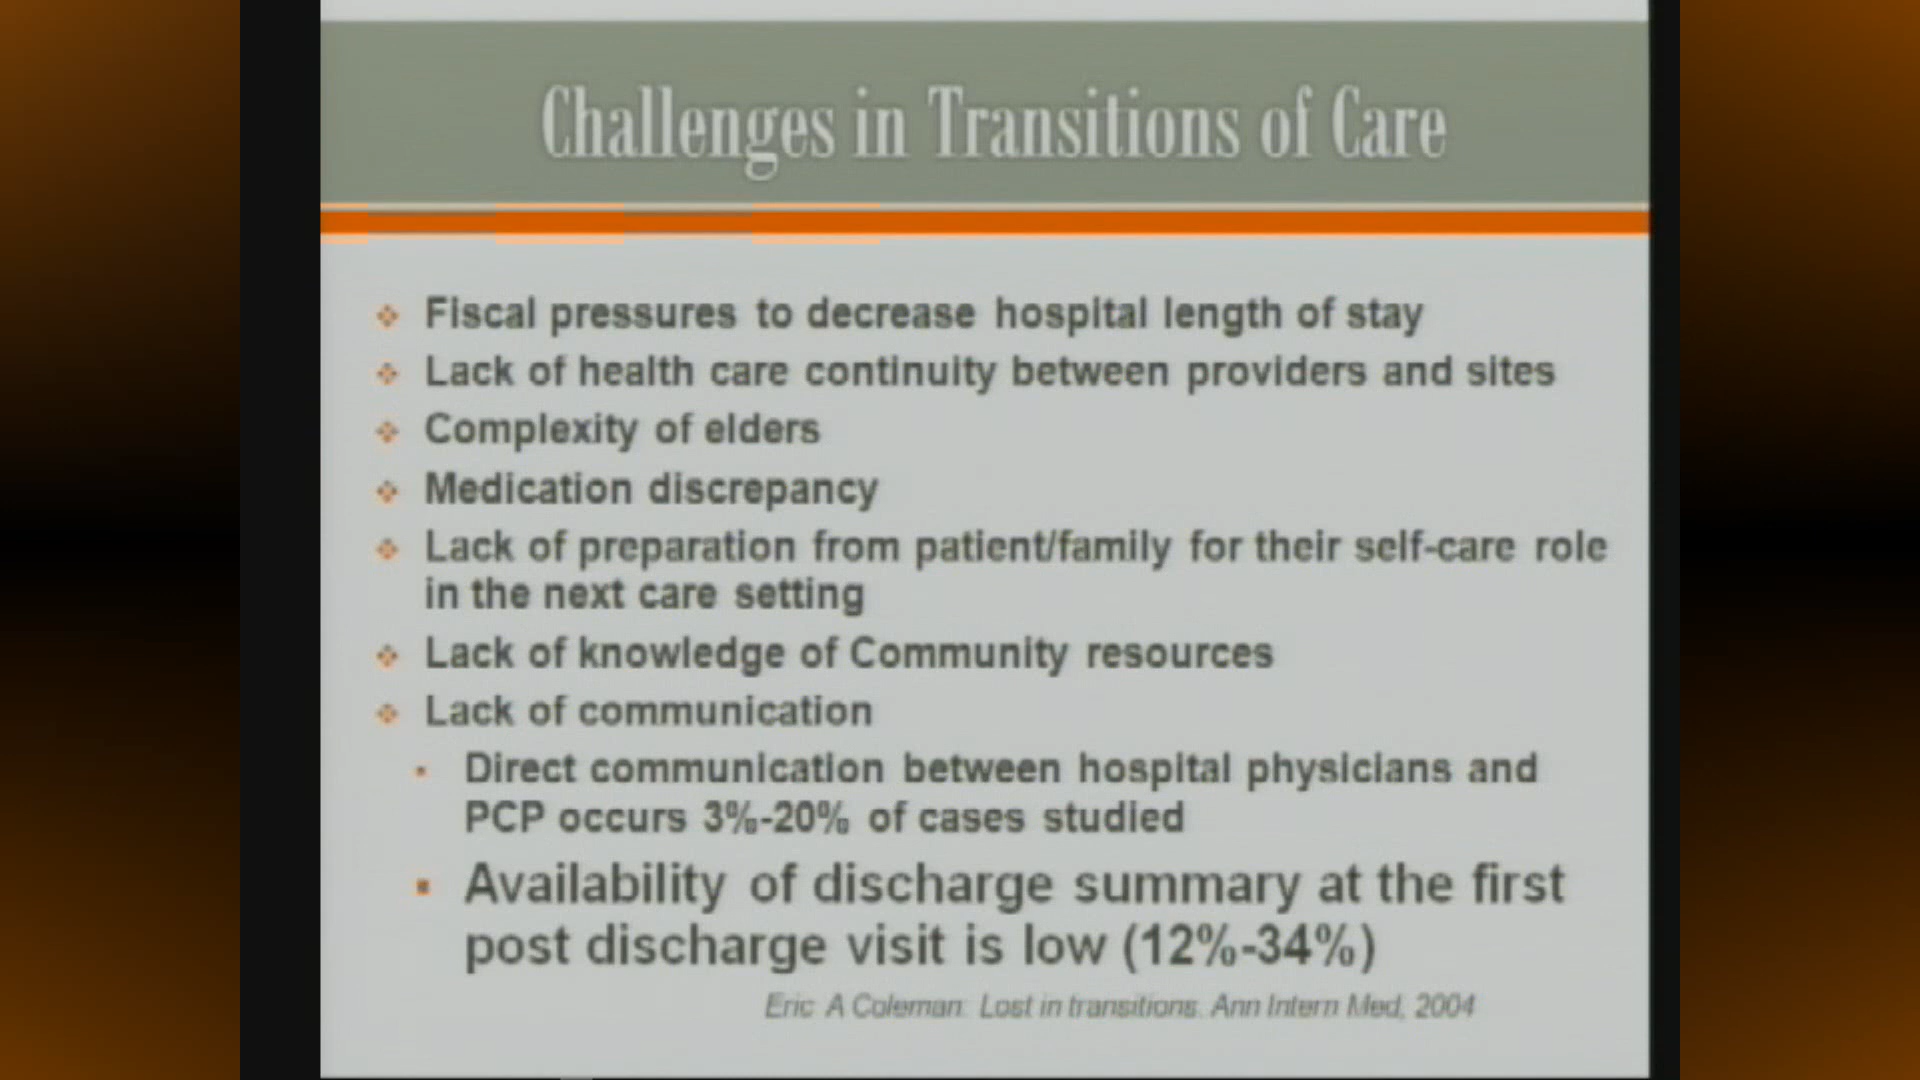 Challenges in Transitions of Care
Fiscal pressures to decrease hospital length of stay
Lack of health care continuity between providers and sites
Complexity of elders
Medication discrepancy
Lack of preparation from patient/family for their self-care role
in the next care setting
Lack of knowledge of Community resources
Lack of communication
Direct communication between hospital physicians and
PCP occurs 3%-20% of cases studied
Availability of discharge summary at the first
post discharge visit is low (12%-34%)
Eric A Coleman: Lost in transitions. Ann Intern Med, 2004